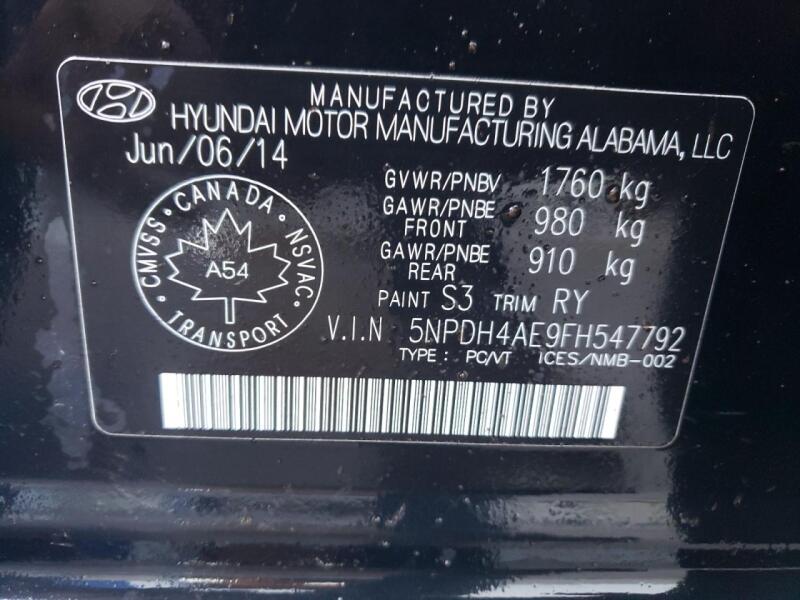 MANUFACTURED BY
HYUNDAI MOTOR MANUFACTURING ALABAMA, LLC
Jun/06/14
GVWR/PNBV 1760 kg
GAWR/PNBE FRONT 980 kg
GAWR/PNBE REAR 910 kg
PAINT S3 TRIM RY
V.I.N 5NPDH4AE9FH547792
TYPE : PC/VT ICES/NMB-002
CMVSS · CANADA · NSVAC · TRANSPORT ·
A54